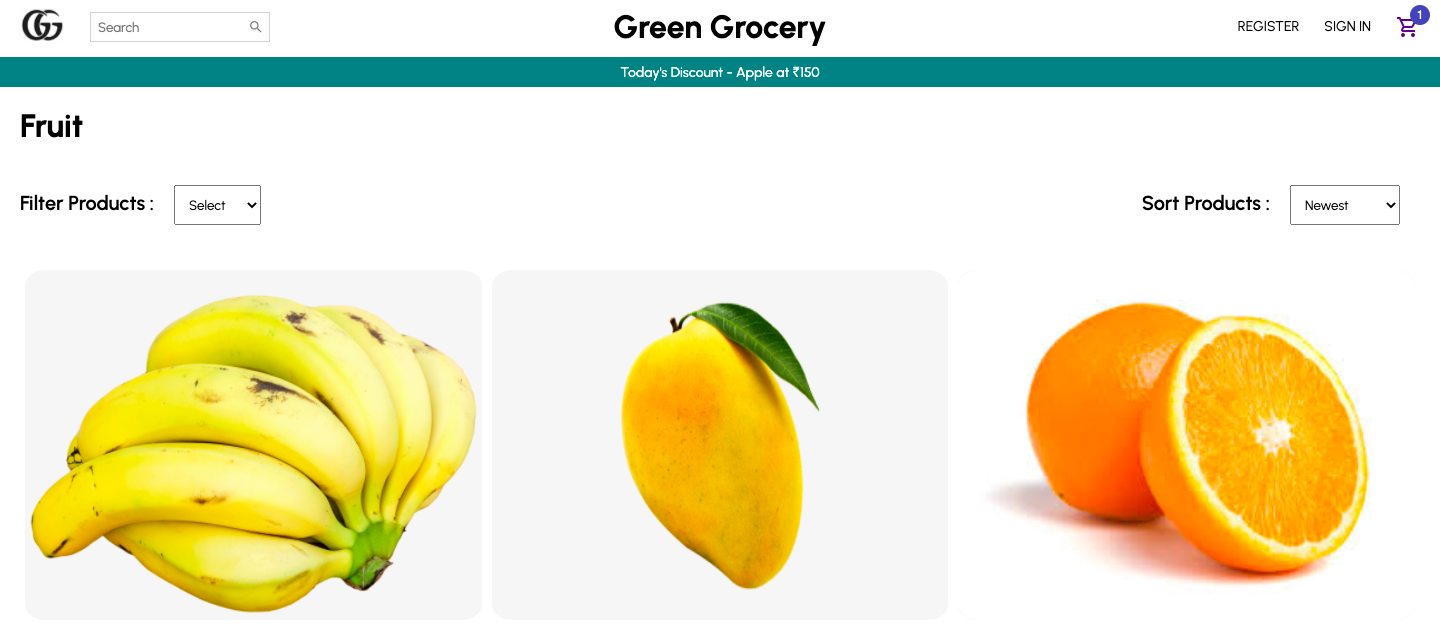 GG
Search
Green Grocery
REGISTER
SIGN IN
1
Today's Discount - Apple at ₹150
Fruit
Filter Products :
Select
Sort Products :
Newest